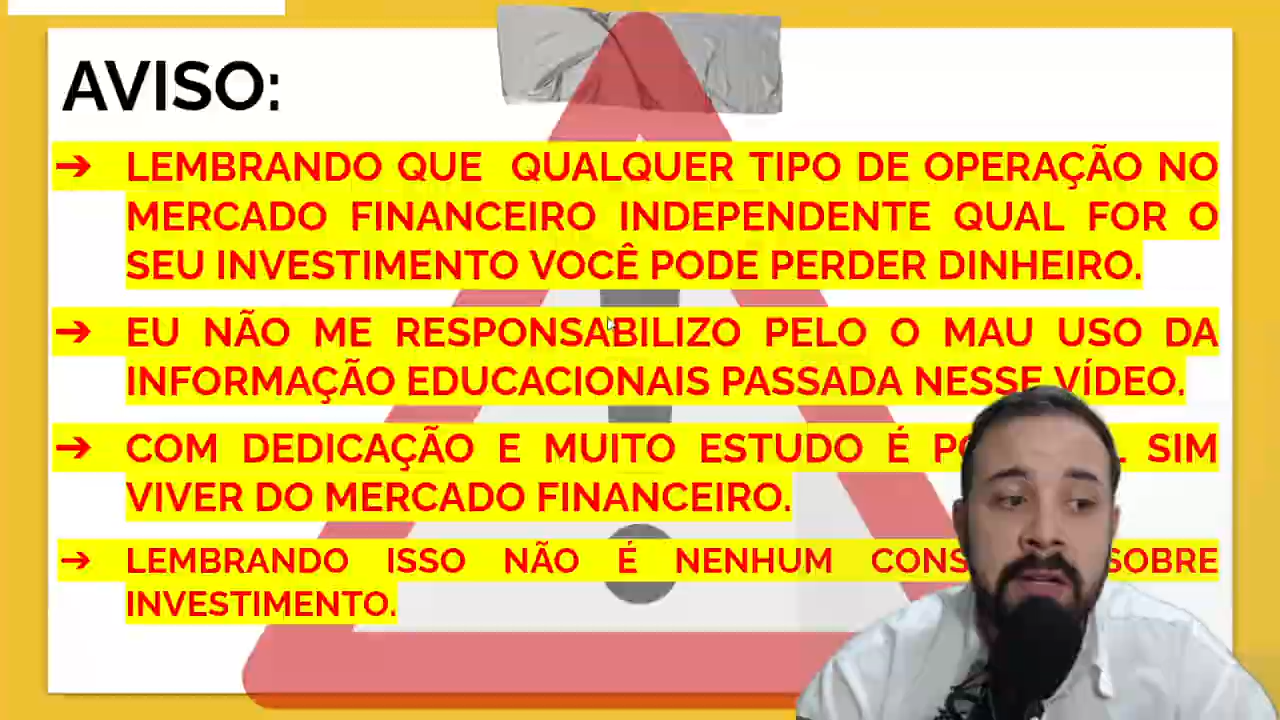 AVISO:
➔ LEMBRANDO QUE QUALQUER TIPO DE OPERAÇÃO NO
MERCADO FINANCEIRO INDEPENDENTE QUAL FOR O
SEU INVESTIMENTO VOCÊ PODE PERDER DINHEIRO.
➔ EU NÃO ME RESPONSABILIZO PELO O MAU USO DA
INFORMAÇÃO EDUCACIONAIS PASSADA NESSE VÍDEO.
➔ COM DEDICAÇÃO E MUITO ESTUDO É SIM
VIVER DO MERCADO FINANCEIRO.
➔ LEMBRANDO ISSO NÃO É NENHUM SOBRE
INVESTIMENTO.